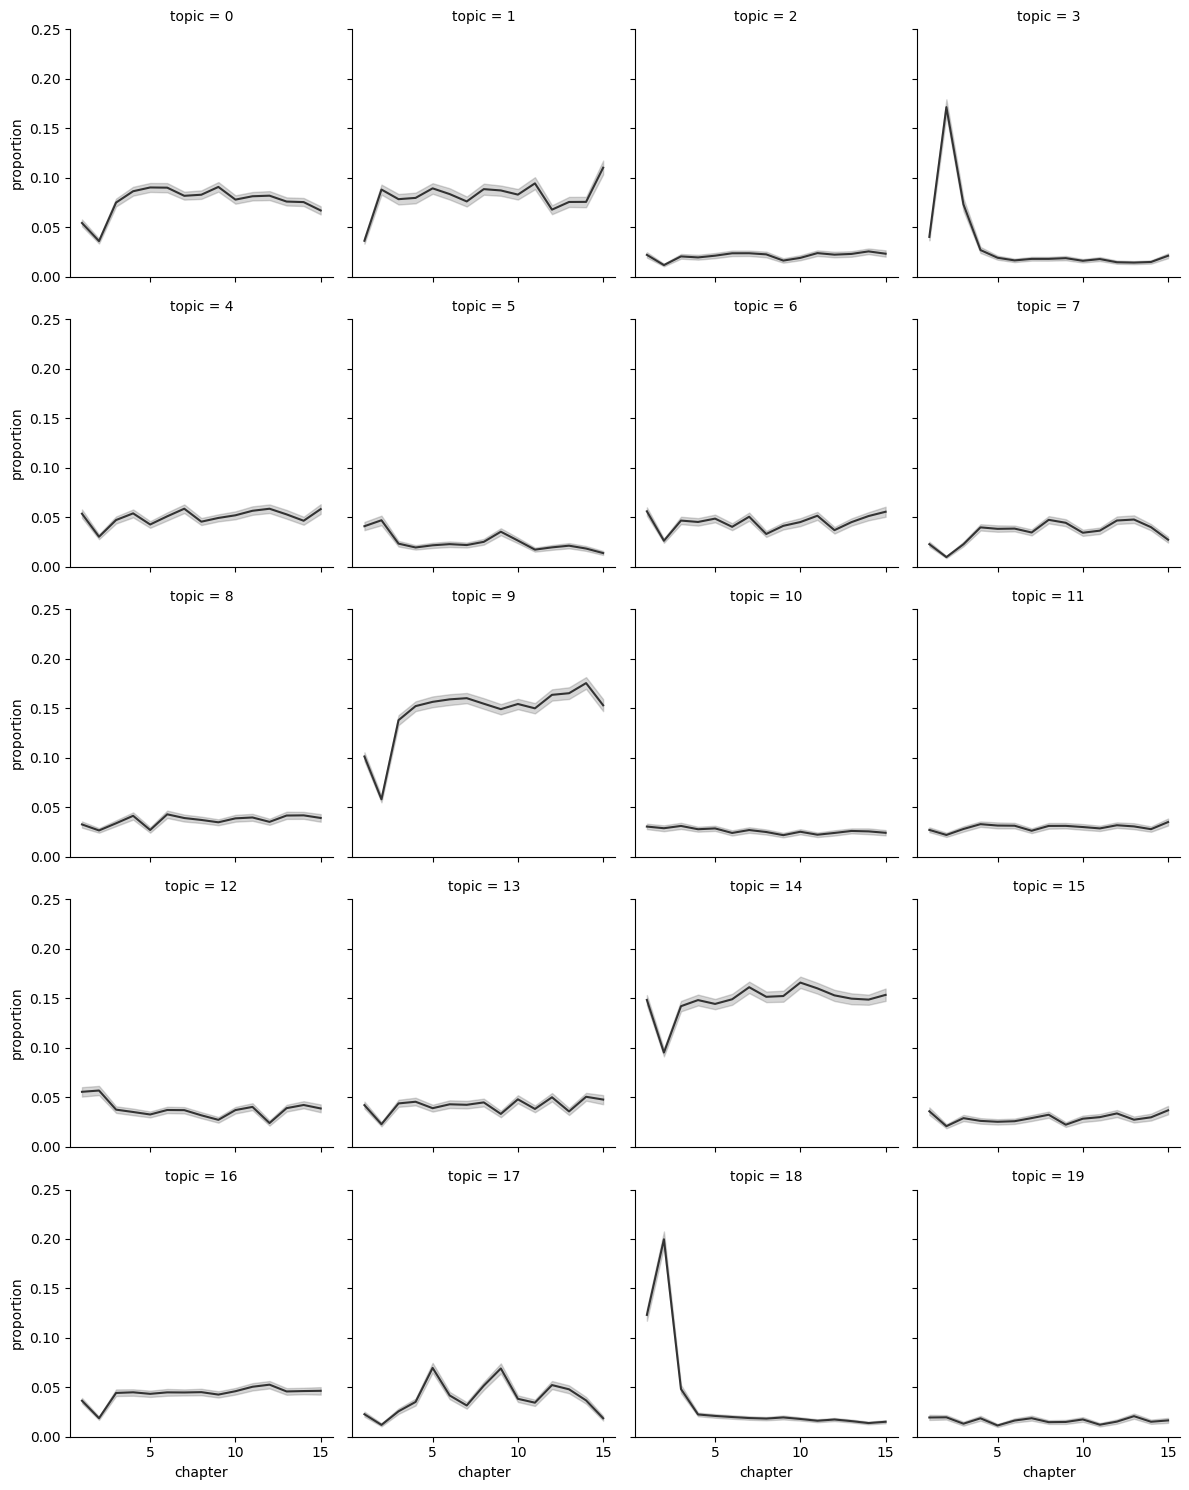 topic = 0 topic = 1 topic = 2 topic = 3
0.25
0.20
0.15
0.10
0.05
0.00
proportion
topic = 4 topic = 5 topic = 6 topic = 7
0.25
0.20
0.15
0.10
0.05
0.00
proportion
topic = 8 topic = 9 topic = 10 topic = 11
0.25
0.20
0.15
0.10
0.05
0.00
proportion
topic = 12 topic = 13 topic = 14 topic = 15
0.25
0.20
0.15
0.10
0.05
0.00
proportion
topic = 16 topic = 17 topic = 18 topic = 19
0.25
0.20
0.15
0.10
0.05
0.00
proportion
5 10 15 5 10 15 5 10 15 5 10 15
chapter chapter chapter chapter